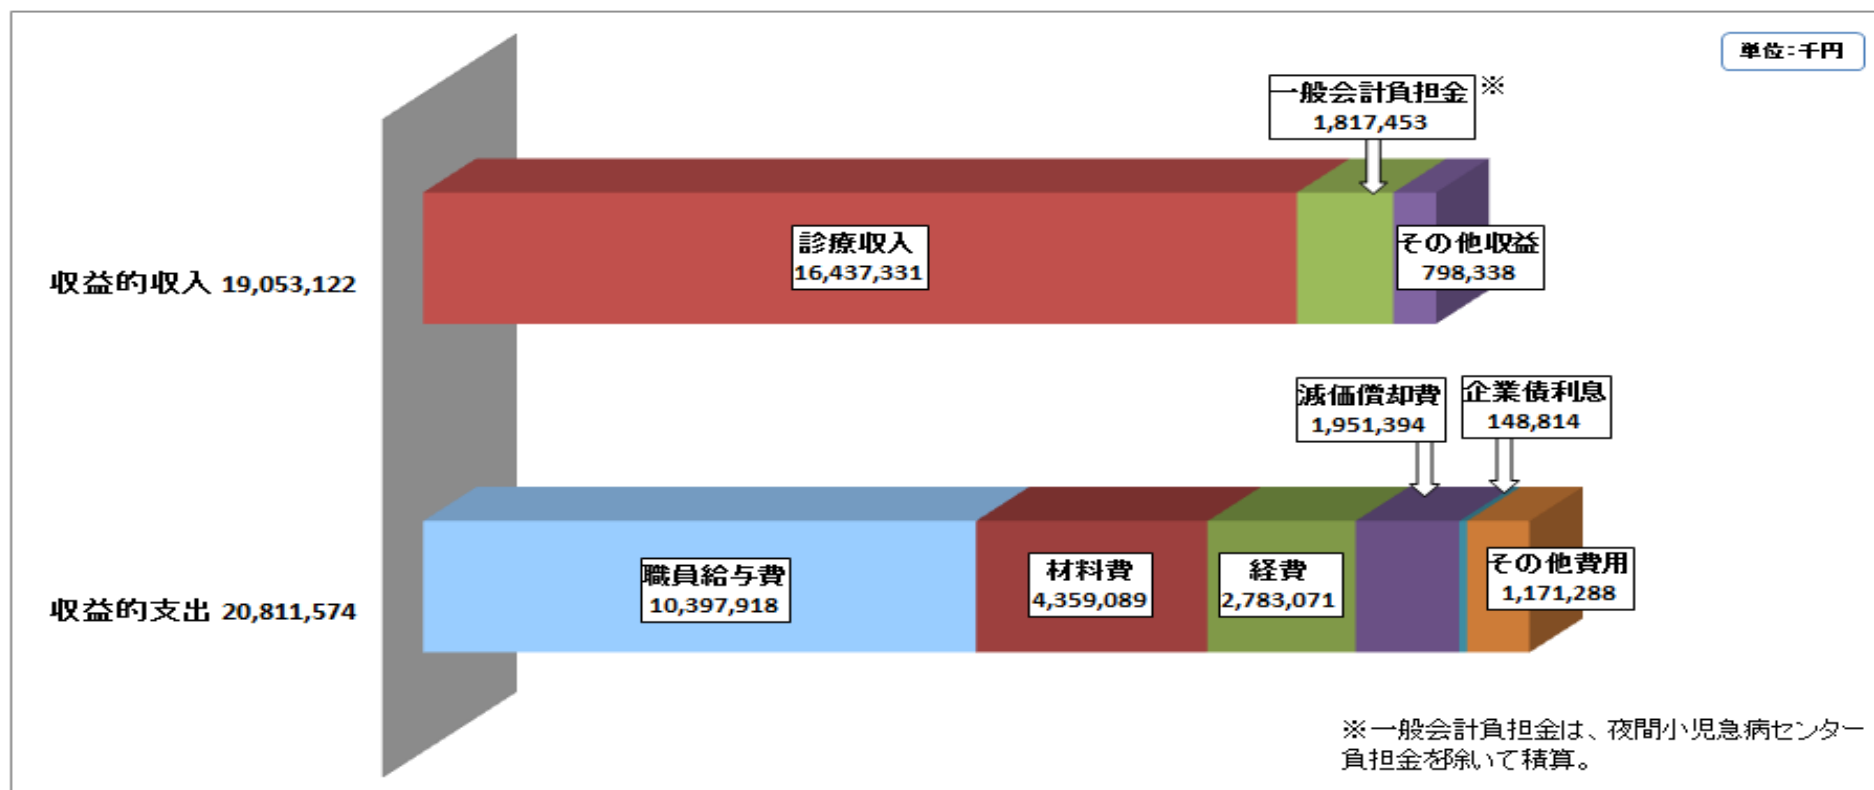 単位:千円
一般会計負担金 ※
1,817,453
診療収入
16,437,331
その他収益
798,338
収益的収入 19,053,122
減価償却費
1,951,394
企業債利息
148,814
職員給与費
10,397,918
材料費
4,359,089
経費
2,783,071
その他費用
1,171,288
収益的支出 20,811,574
※一般会計負担金は、夜間小児急病センター
負担金を除いて積算。